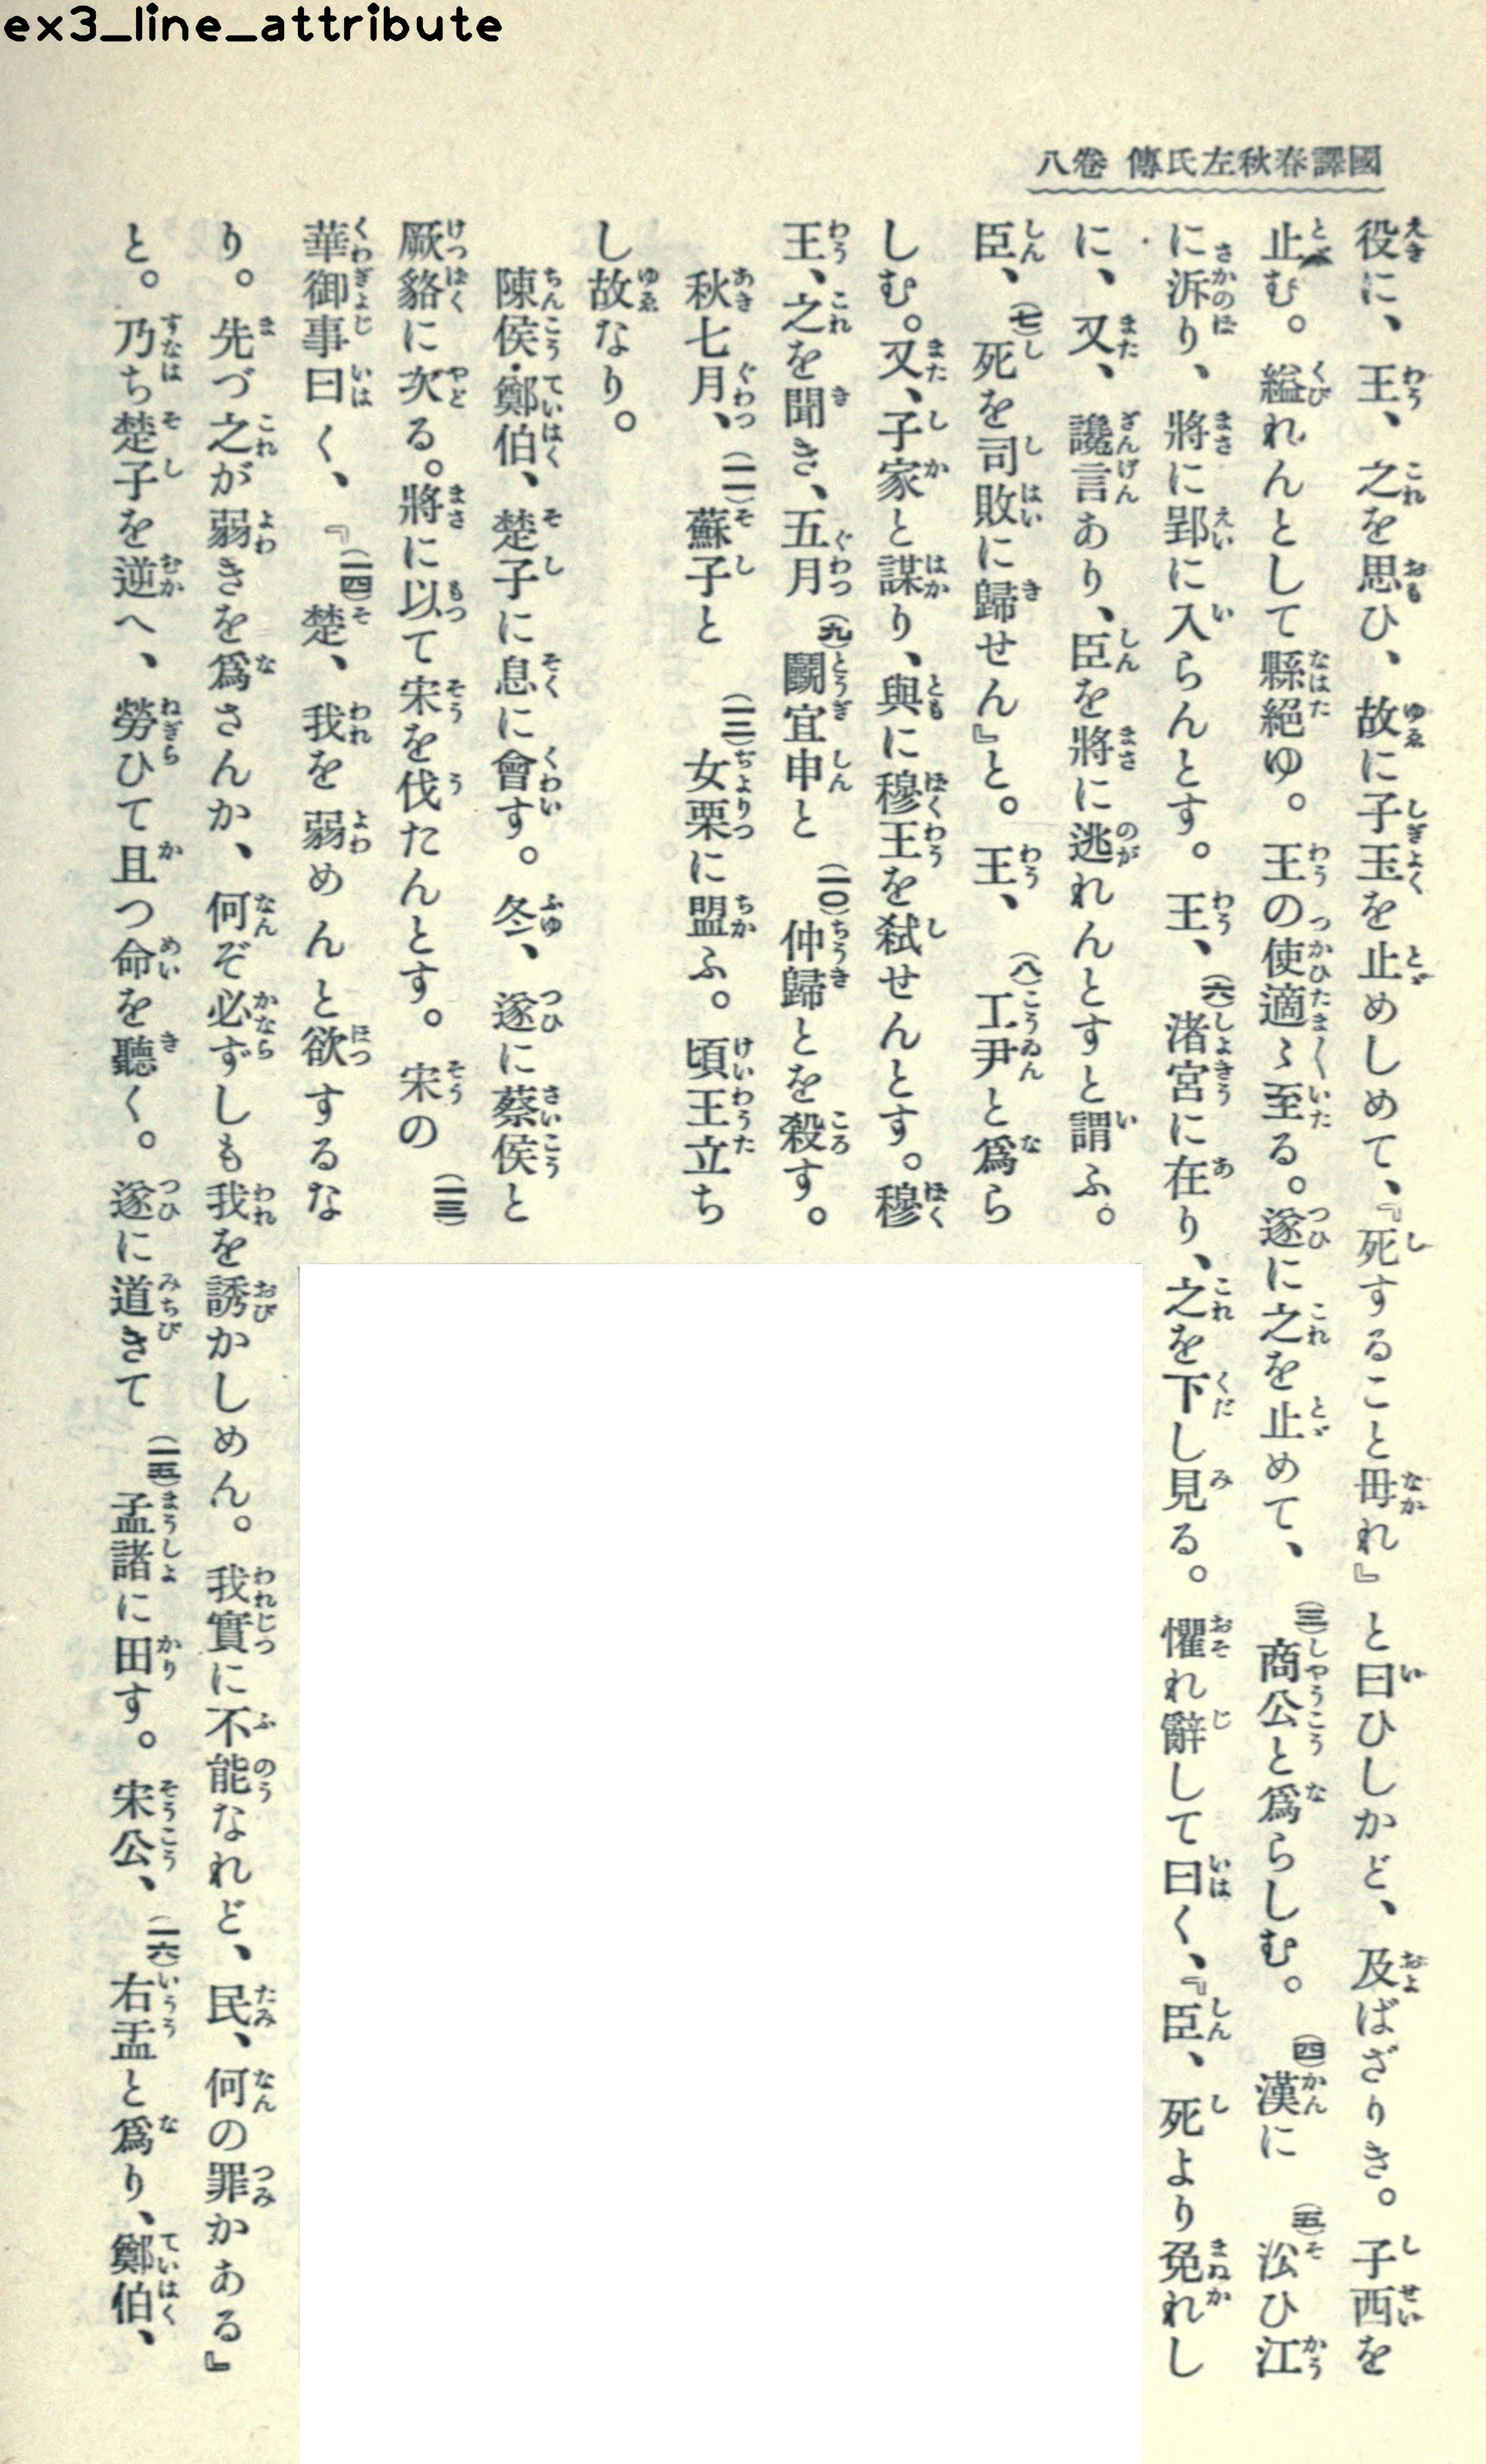 ex3_line_attribute
國譯春秋左氏傳 卷八
役に、王、之を思ひ、故に子玉を止めしめて、『死すること毋れ』と曰ひしかど、及ばざりき。子西を
止む。縊れんとして縣絕ゆ。王の使適〻至る。遂に之を止めて、(三)商公と爲らしむ。(四)漢に(五)㳂ひ江
に泝り、將に郢に入らんとす。王、(六)渚宮に在り、之を下し見る。懼れ辭して曰く、『臣、死より免れし
に、又、讒言あり、臣を將に逃れんとすと謂ふ。
臣、(七)死を司敗に歸せん』と。王、(八)工尹と爲ら
しむ。又、子家と謀り、與に穆王を弑せんとす。穆
王、之を聞き、五月(九)鬭宜申と(一〇)仲歸とを殺す。
秋七月、(一一)蘇子と(一二)女栗に盟ふ。頃王立ち
し故なり。
陳侯・鄭伯、楚子に息に會す。冬、遂に蔡侯と
厥貉に次る。將に以て宋を伐たんとす。宋の(一三)
華御事曰く、『(一四)楚、我を弱めんと欲するな
り。先づ之が弱きを爲さんか、何ぞ必ずしも我を誘かしめん。我實に不能なれど、民、何の罪かある』
と。乃ち楚子を逆へ、勞ひて且つ命を聽く。遂に道きて(一五)孟諸に田す。宋公、(一六)右盂と爲り、鄭伯、